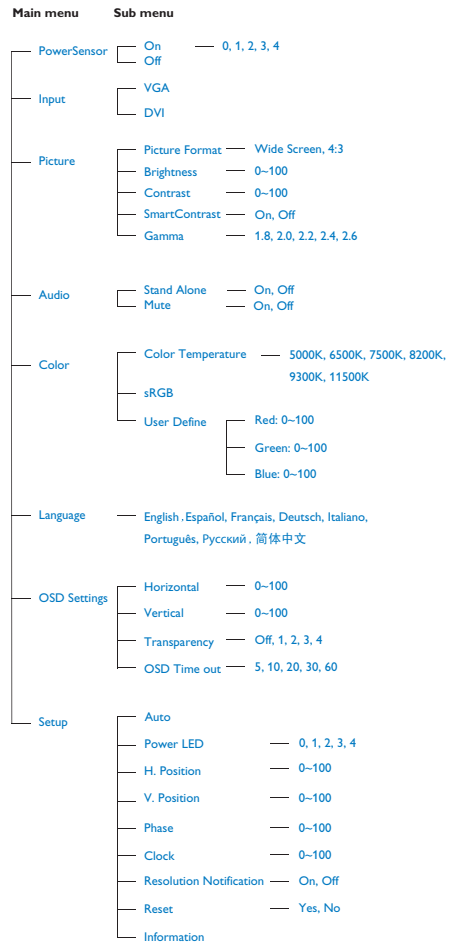 Main menu Sub menu
PowerSensor On 0, 1, 2, 3, 4
Off
Input VGA
DVI
Picture Picture Format Wide Screen, 4:3
Brightness 0~100
Contrast 0~100
SmartContrast On, Off
Gamma 1.8, 2.0, 2.2, 2.4, 2.6
Audio Stand Alone On, Off
Mute On, Off
Color Color Temperature 5000K, 6500K, 7500K, 8200K,
9300K, 11500K
sRGB
User Define Red: 0~100
Green: 0~100
Blue: 0~100
Language English , Español, Français, Deutsch, Italiano,
Português, Русский , 简体中文
OSD Settings Horizontal 0~100
Vertical 0~100
Transparency Off, 1, 2, 3, 4
OSD Time out 5, 10, 20, 30, 60
Setup Auto
Power LED 0, 1, 2, 3, 4
H. Position 0~100
V. Position 0~100
Phase 0~100
Clock 0~100
Resolution Notification On, Off
Reset Yes, No
Information